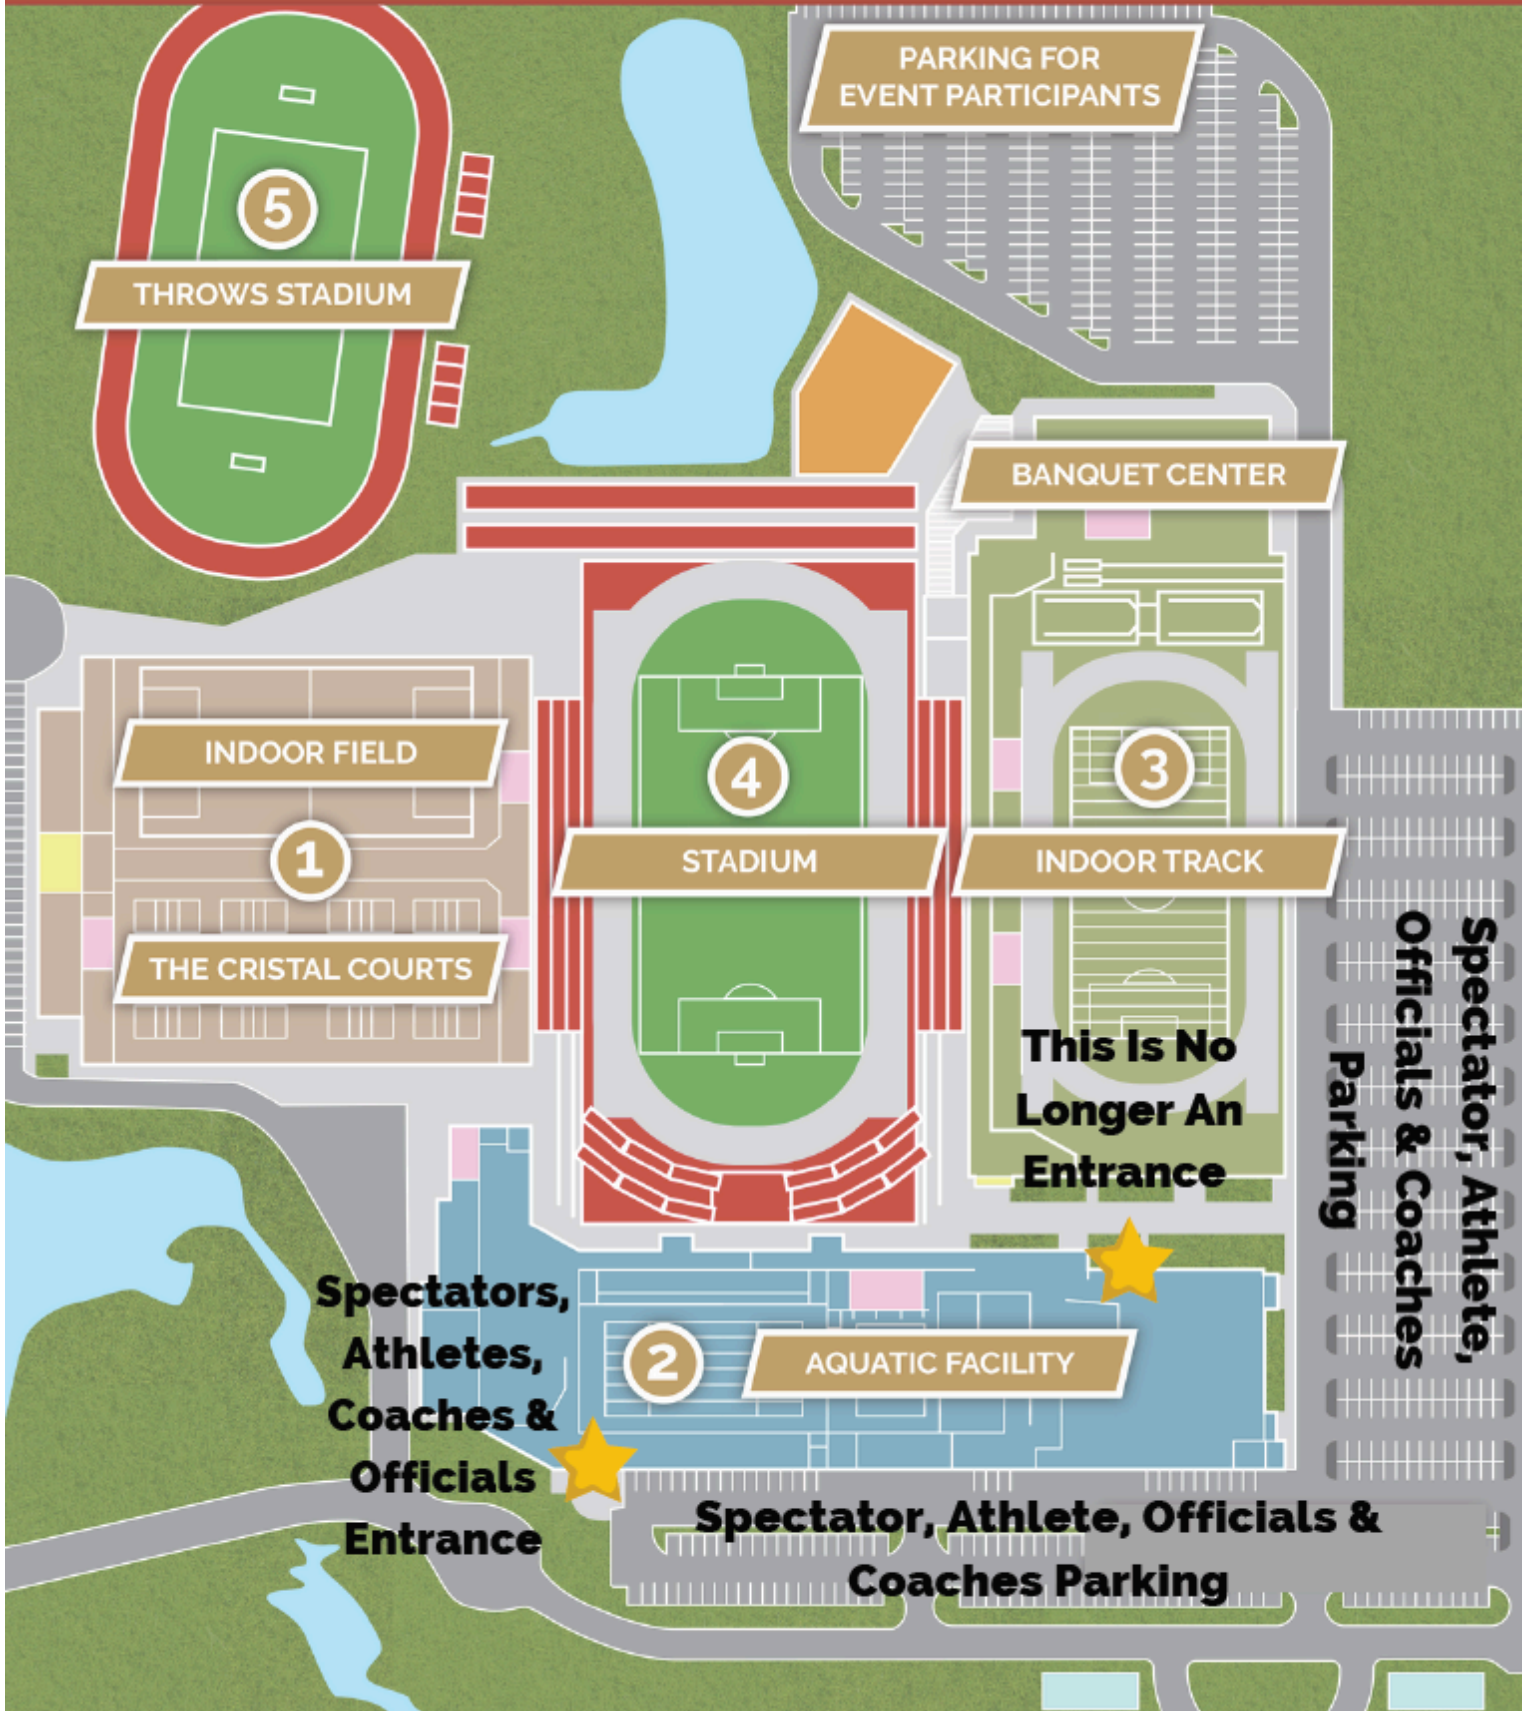 PARKING FOR
EVENT PARTICIPANTS
5
THROWS STADIUM
BANQUET CENTER
INDOOR FIELD
1
THE CRISTAL COURTS
4
STADIUM
3
INDOOR TRACK
This Is No
Longer An
Entrance
Spectator, Athlete,
Officials & Coaches
Parking
Spectators,
Athletes,
Coaches &
Officials
Entrance
2
AQUATIC FACILITY
Spectator, Athlete, Officials &
Coaches Parking